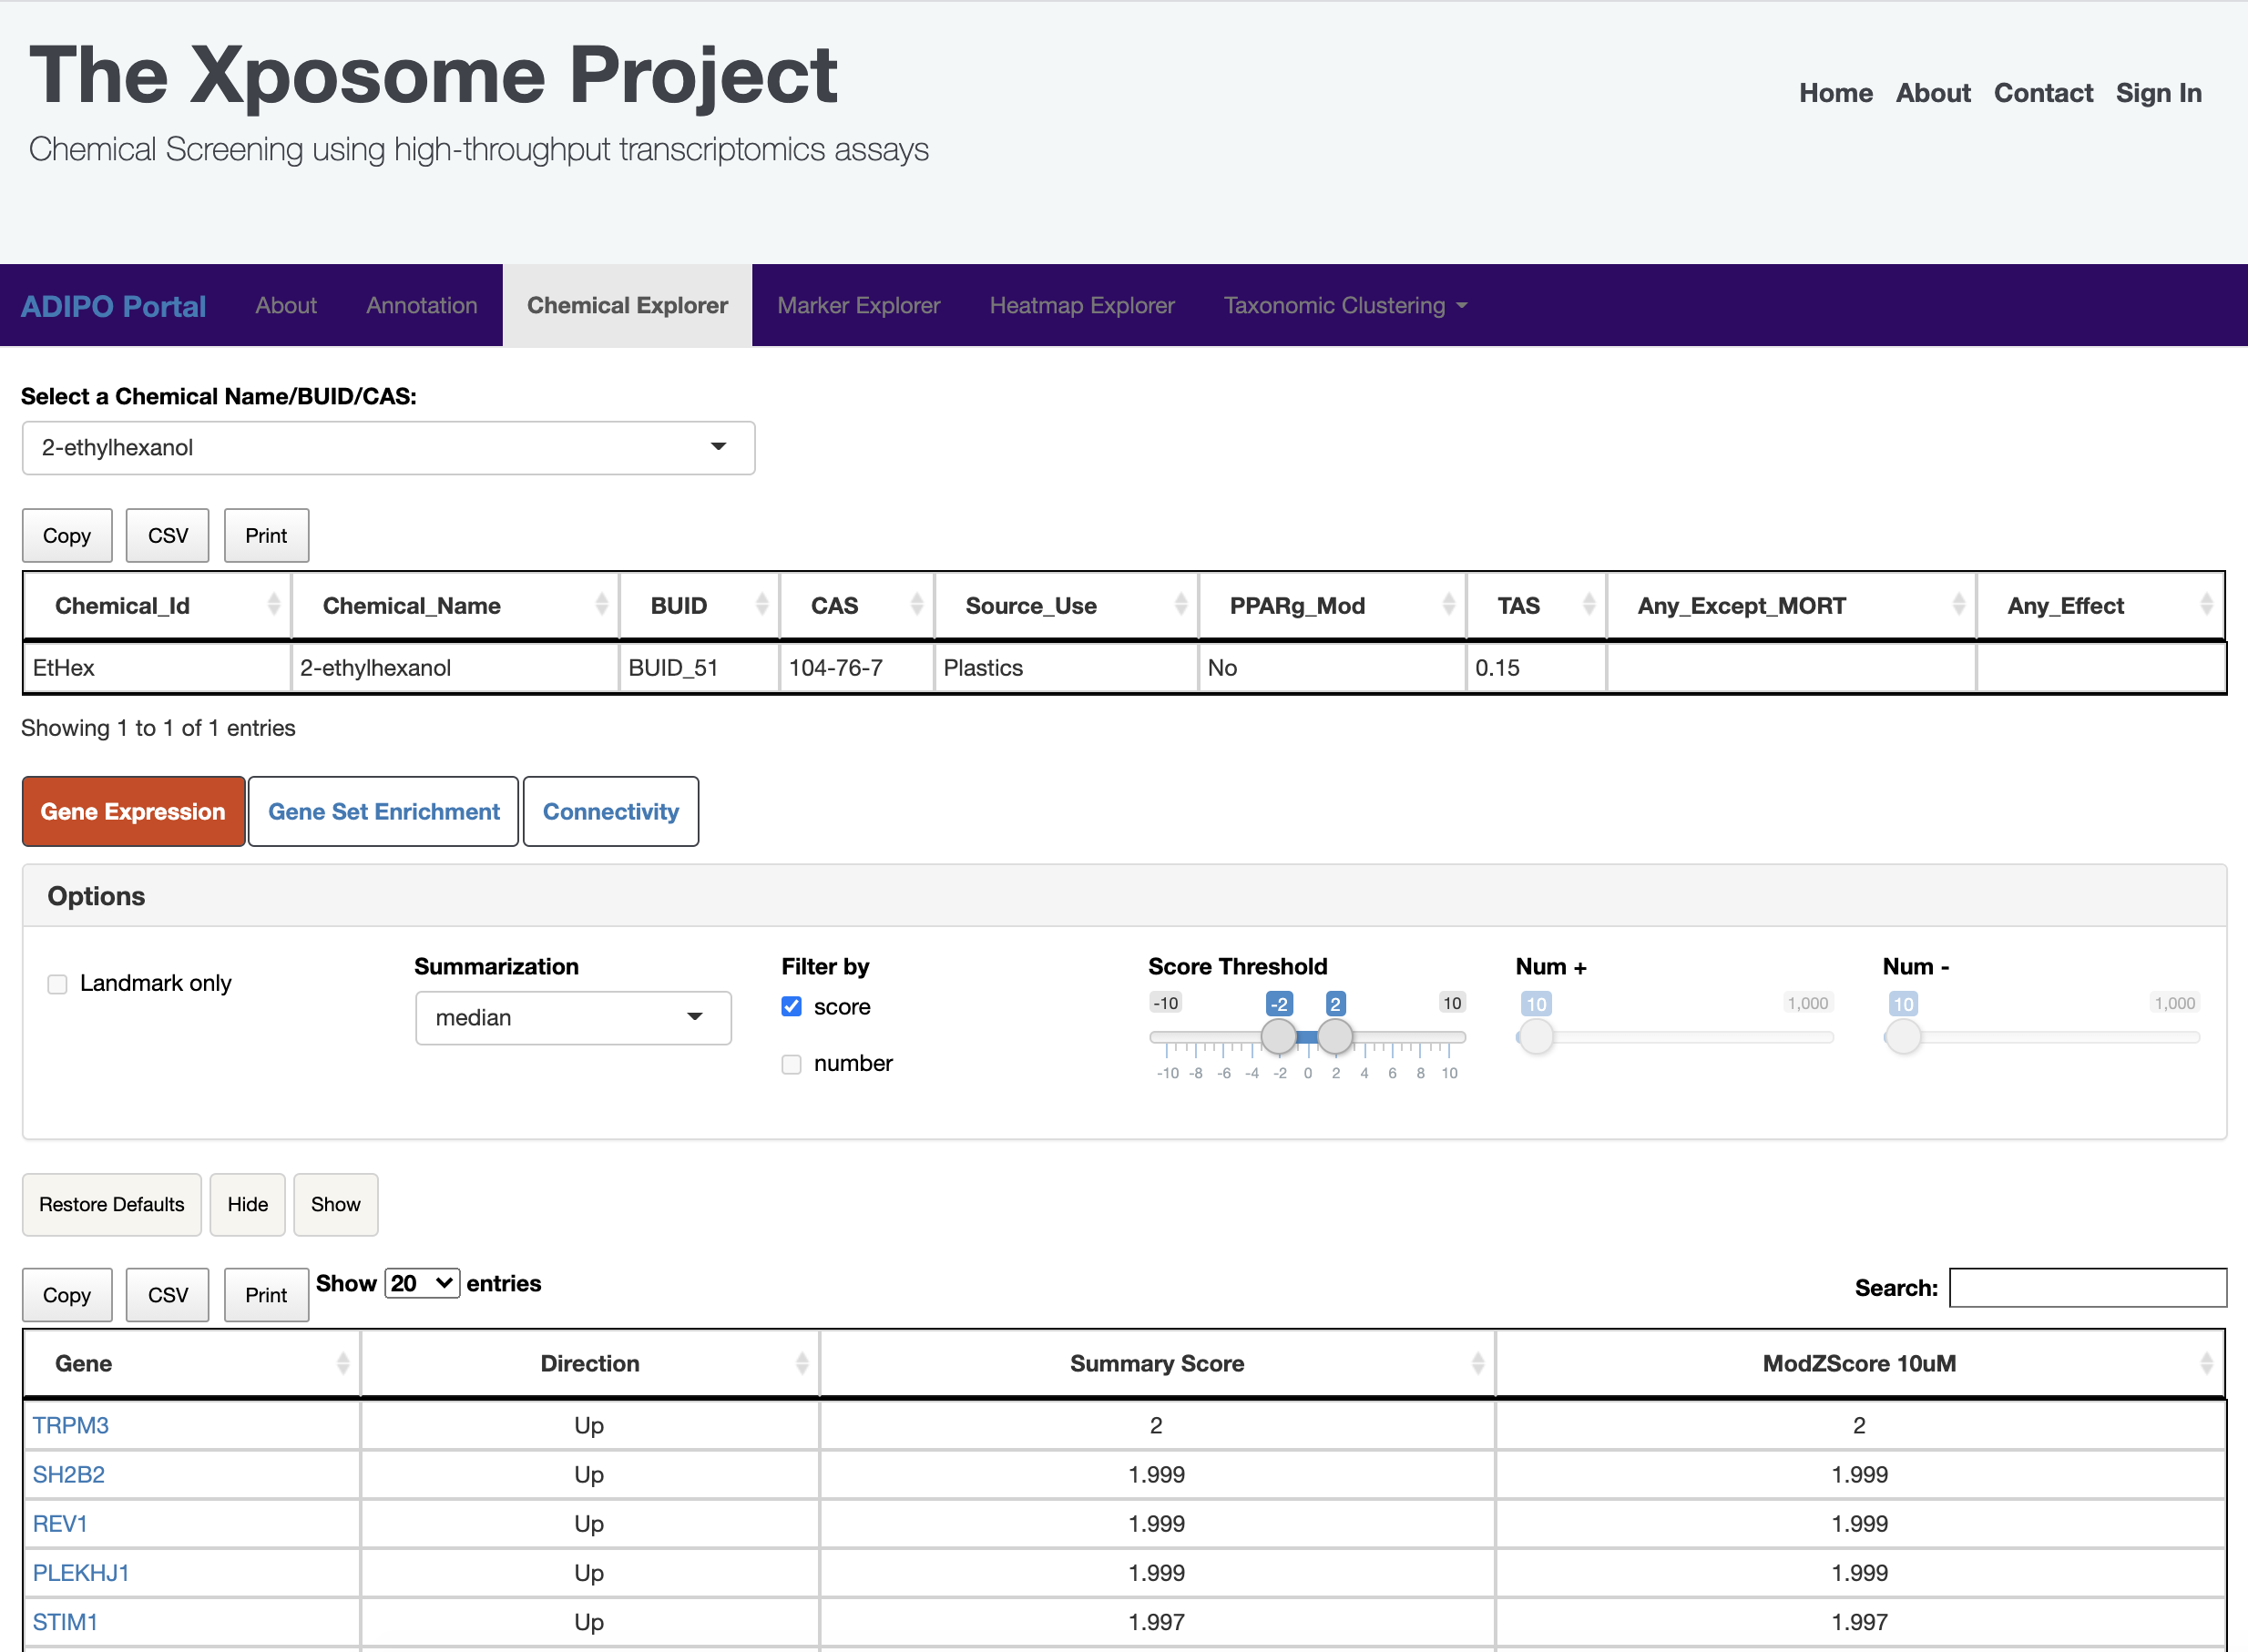 The Xposome Project
Home About Contact Sign In
Chemical Screening using high-throughput transcriptomics assays
ADIPO Portal About Annotation Chemical Explorer Marker Explorer Heatmap Explorer Taxonomic Clustering
Select a Chemical Name/BUID/CAS:
2-ethylhexanol
Copy CSV Print
Chemical_Id Chemical_Name BUID CAS Source_Use PPARg_Mod TAS Any_Except_MORT Any_Effect
EtHex 2-ethylhexanol BUID_51 104-76-7 Plastics No 0.15
Showing 1 to 1 of 1 entries
Gene Expression Gene Set Enrichment Connectivity
Options
Landmark only Summarization Filter by Score Threshold Num + Num -
median score number
-10 -2 2 10 10 1,000 10 1,000
-10 -8 -6 -4 -2 0 2 4 6 8 10
Restore Defaults Hide Show
Copy CSV Print Show 20 entries Search:
Gene Direction Summary Score ModZScore 10uM
TRPM3 Up 2 2
SH2B2 Up 1.999 1.999
REV1 Up 1.999 1.999
PLEKHJ1 Up 1.999 1.999
STIM1 Up 1.997 1.997